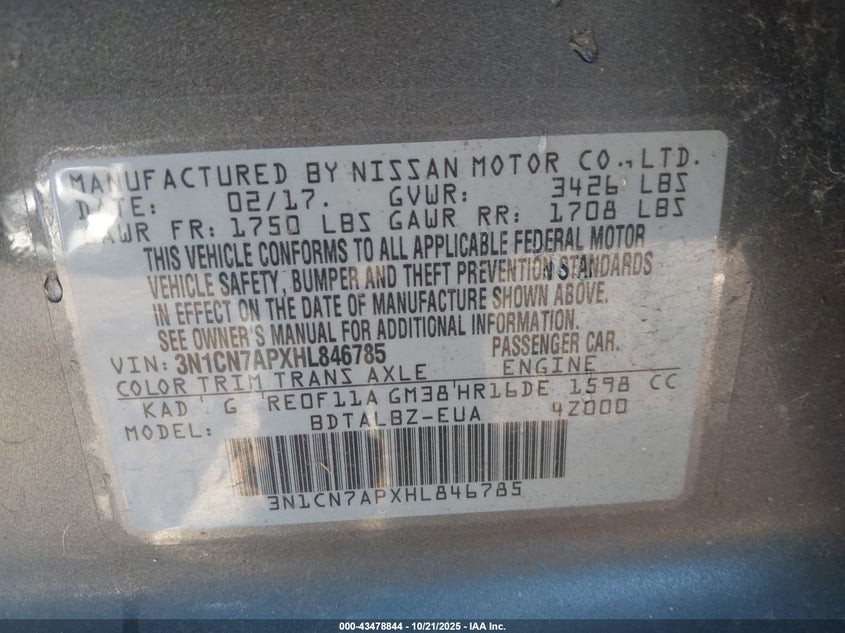 MANUFACTURED BY NISSAN MOTOR CO.,LTD.
DATE: 02/17. GVWR: 3426 LBS
GAWR FR: 1750 LBS GAWR RR: 1708 LBS
THIS VEHICLE CONFORMS TO ALL APPLICABLE FEDERAL MOTOR
VEHICLE SAFETY, BUMPER AND THEFT PREVENTION STANDARDS
IN EFFECT ON THE DATE OF MANUFACTURE SHOWN ABOVE.
SEE OWNER'S MANUAL FOR ADDITIONAL INFORMATION.
VIN: 3N1CN7APXHL846785 PASSENGER CAR.
COLOR TRIM TRANS AXLE ENGINE
KAD G RE0F11A GM38 HR16DE 1598 CC
MODEL: BDTALBZ-EUA 4Z000
3N1CN7APXHL846785
000-43478844 - 10/21/2025 - IAA Inc.